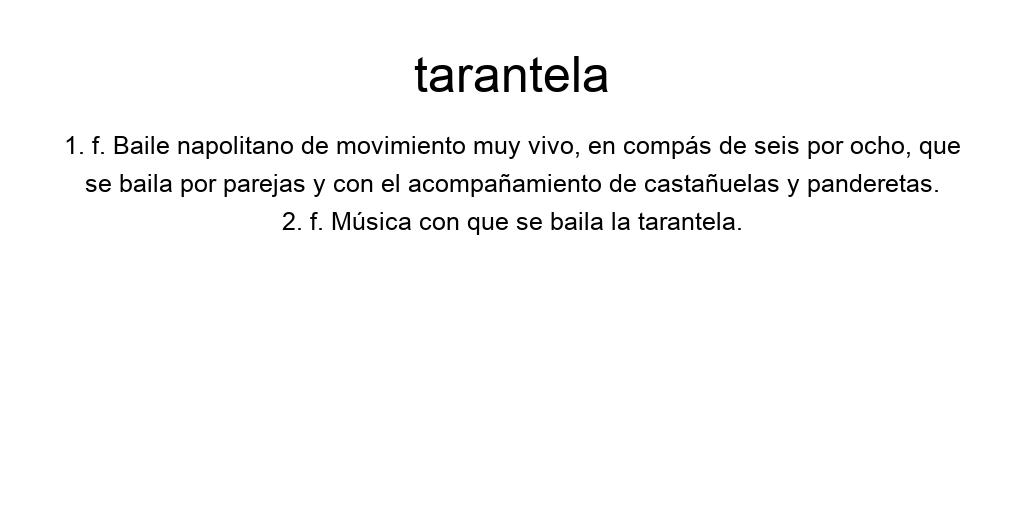 tarantela
1. f. Baile napolitano de movimiento muy vivo, en compás de seis por ocho, que
se baila por parejas y con el acompañamiento de castañuelas y panderetas.
2. f. Música con que se baila la tarantela.